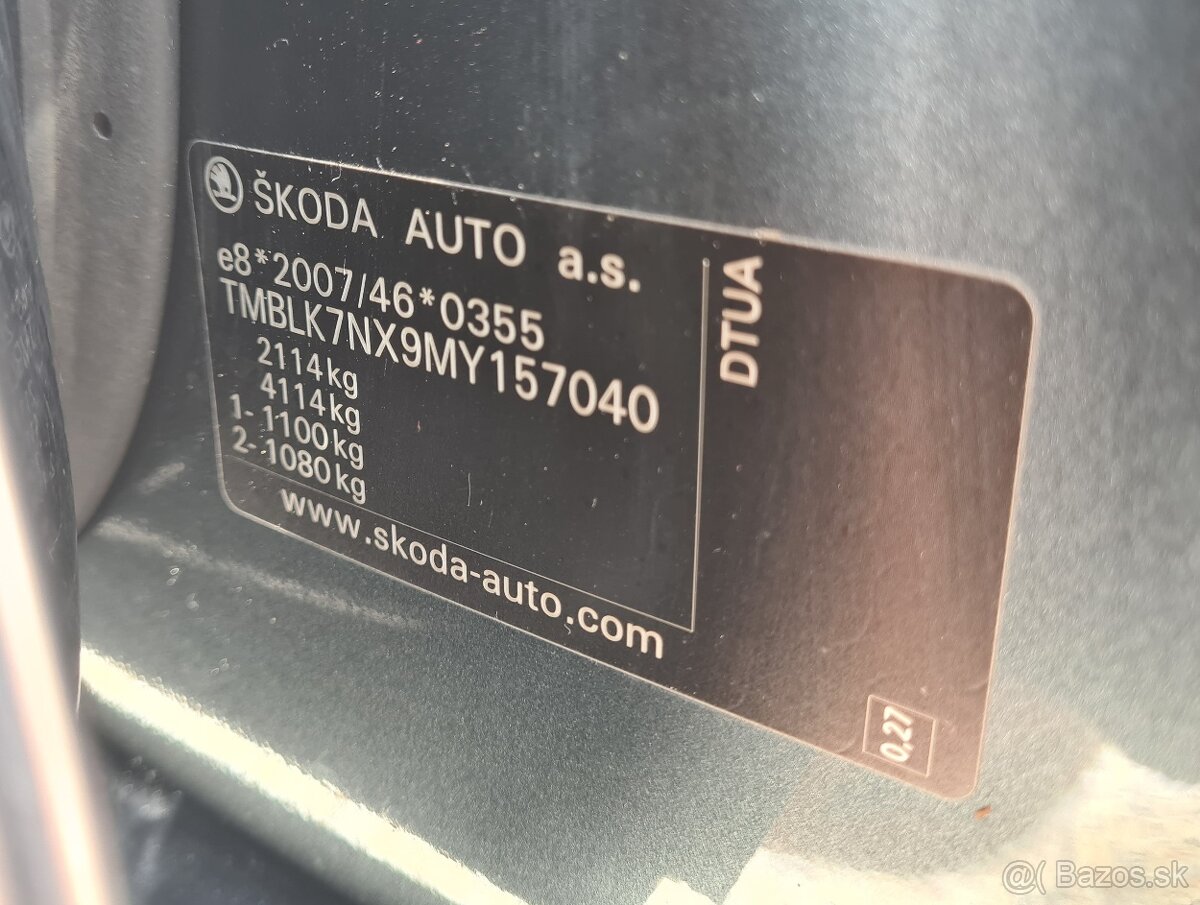 ŠKODA AUTO a.s.
e8*2007/46*0355
TMBLK7NX9MY157040
2114kg
4114kg
1- 1100kg
2- 1080kg
www.skoda-auto.com
DTUA
0,27
@( Bazos.sk